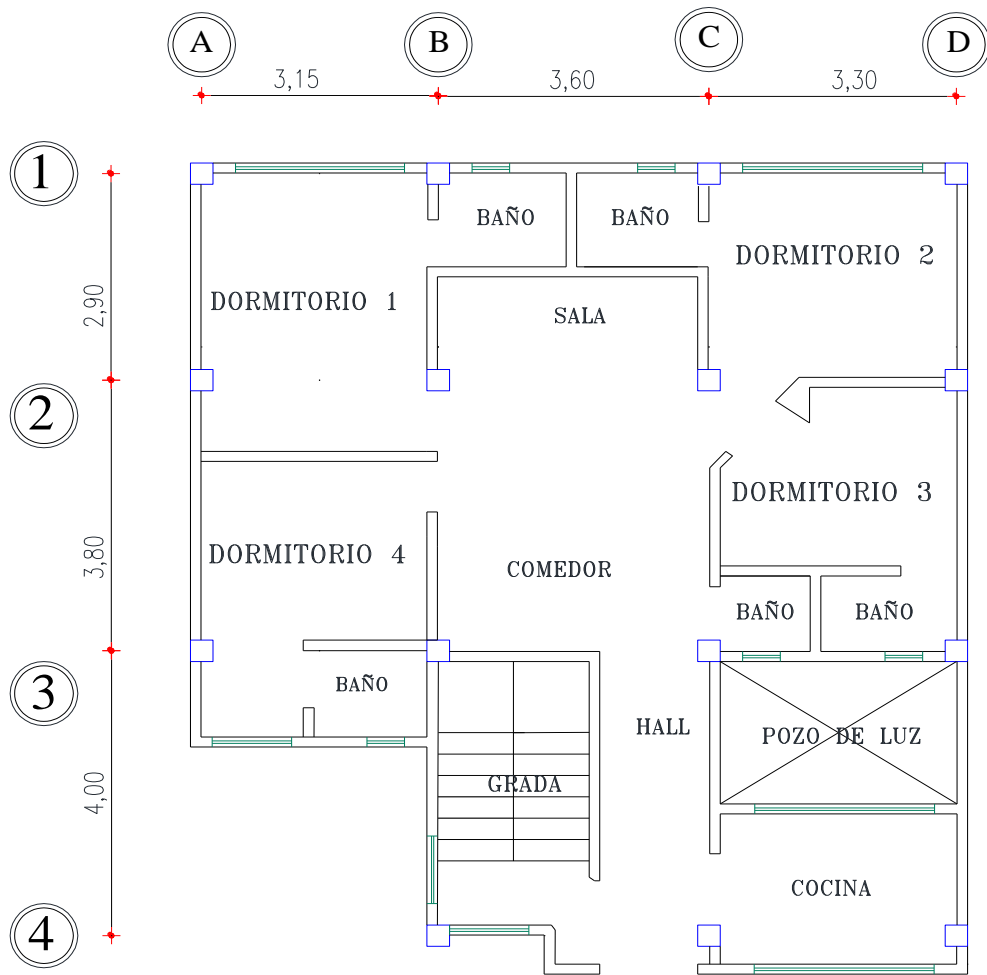 A
B
C
D
3,15
3,60
3,30
1
BAÑO
BAÑO
DORMITORIO 2
2,90
DORMITORIO 1
SALA
2
DORMITORIO 3
3,80
DORMITORIO 4
COMEDOR
BAÑO
BAÑO
3
BAÑO
HALL
POZO DE LUZ
4,00
GRADA
COCINA
4